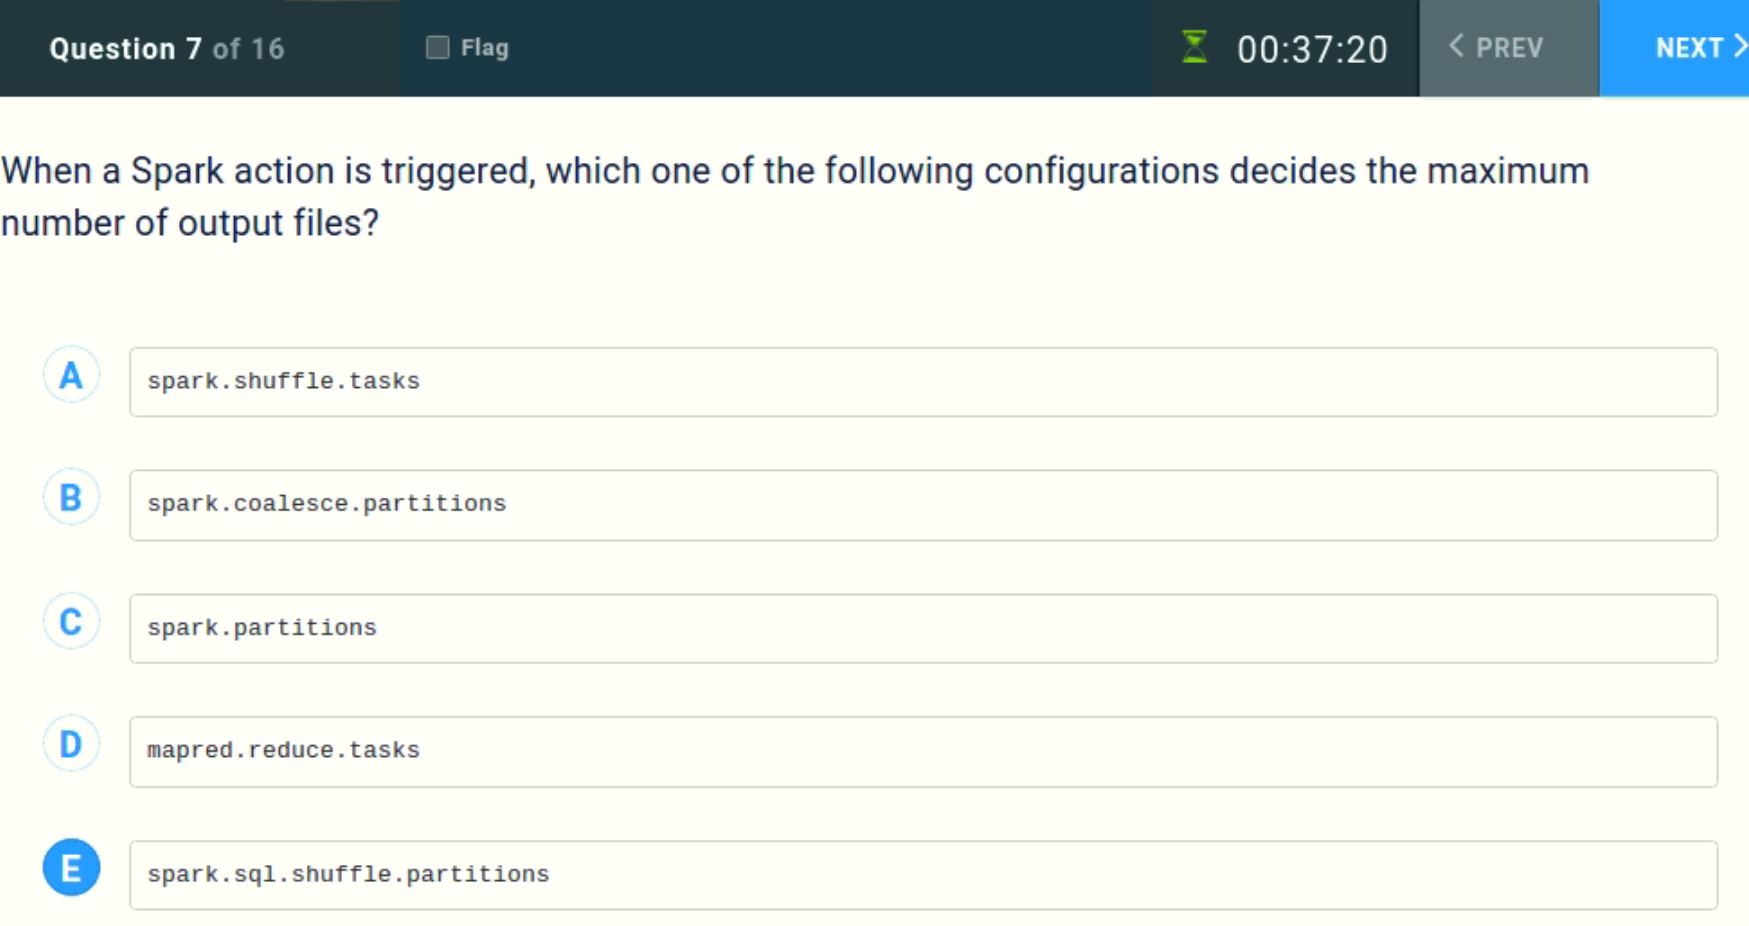 Question 7 of 16
Flag
00:37:20
< PREV
NEXT >
When a Spark action is triggered, which one of the following configurations decides the maximum
number of output files?
A
spark.shuffle.tasks
B
spark.coalesce.partitions
C
spark.partitions
D
mapred.reduce.tasks
E
spark.sql.shuffle.partitions